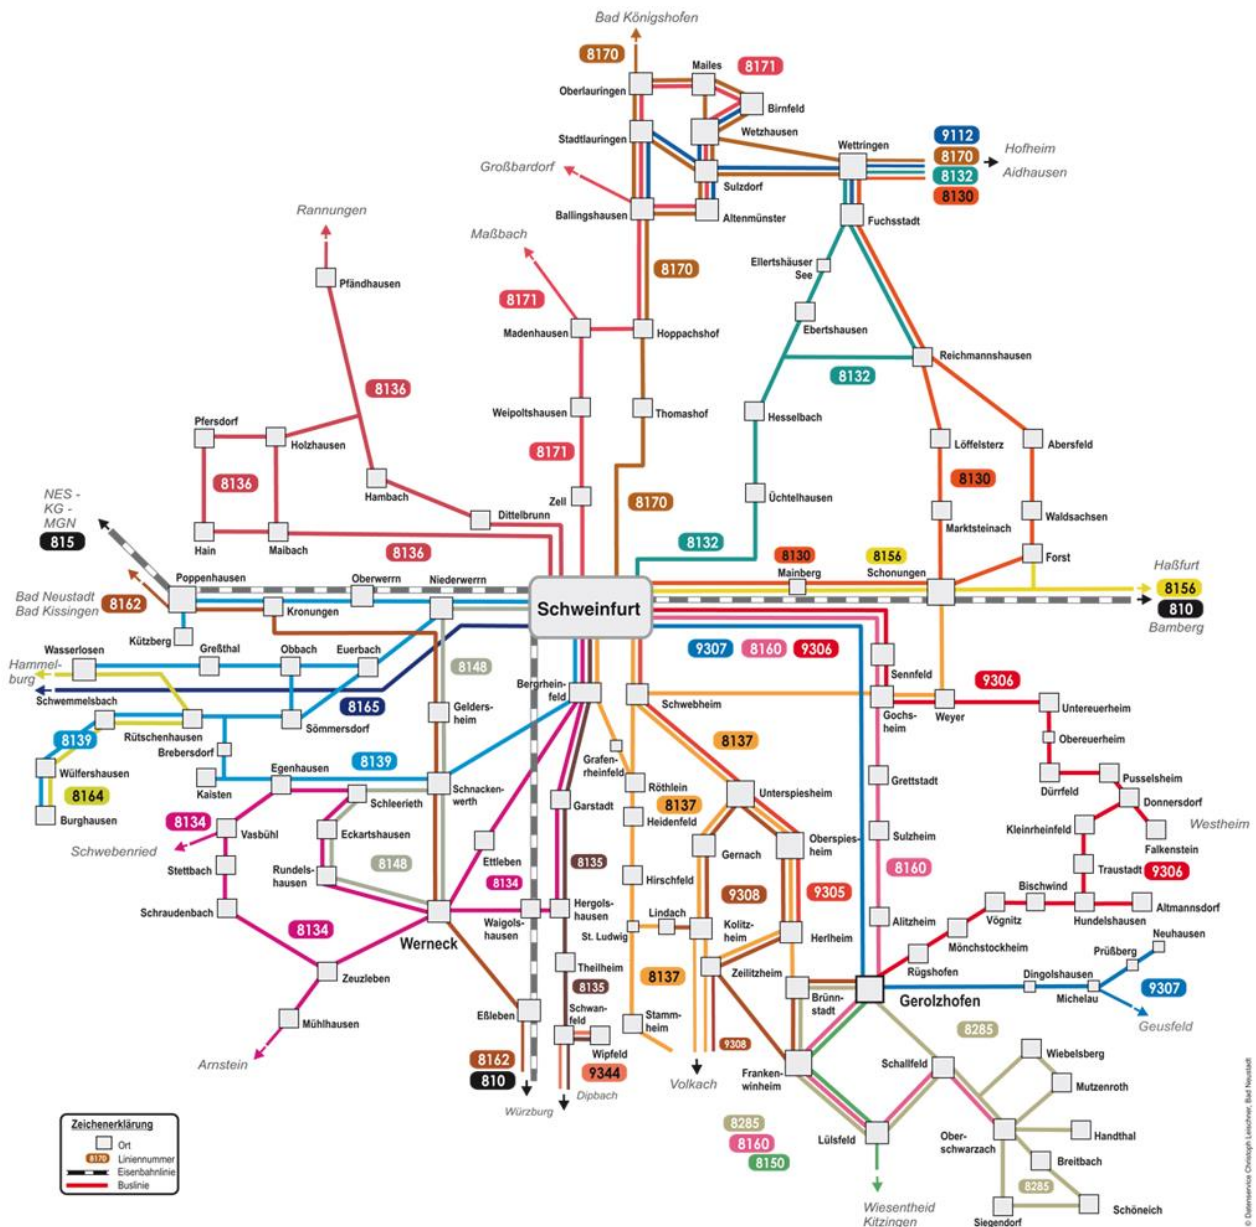 Bad Königshofen
8170
Mailes
8171
Oberlauringen
Birnfeld
Stadtlauringen
Wetzhausen
9112
Wettringen
8170
Hofheim
Großbardorf
8132
Aidhausen
Sulzdorf
8130
Rannungen
Ballingshausen
Altenmünster
Fuchsstadt
Maßbach
8170
Ellertshäuser
See
Pfändhausen
8171
Ebertshausen
Madenhausen
Hoppachshof
Reichmannshausen
8132
8136
Weipoltshausen
Thomashof
Hesselbach
Pfersdorf
Holzhausen
Löffelsterz
Abersfeld
8171
8136
8130
Hambach
NES -
KG -
MGN
815
Zell
8170
Üchtelhausen
Dittelbrunn
Marktsteinach
Waldsachsen
Hain
Maibach
8136
8132
8130
8156
Forst
Mainberg
Schonungen
Haßfurt
Poppenhausen
Oberwerrn
Niederwerrn
8156
Bad Neustadt
Bad Kissingen
8162
Kronungen
Schweinfurt
810
Bamberg
Kützberg
Wasserlosen
Greßthal
Obbach
Euerbach
8148
9307
8160
9306
Hammel-
burg
Sennfeld
9306
Schwemmelsbach
8165
Bergrhein-
feld
Schwebheim
Gochs-
heim
Weyer
Untereuerheim
Gelders-
heim
Rütschenhausen
Sömmersdorf
8139
Brebersdorf
8137
Obereuerheim
Grafen-
rheinfeld
Wülfershausen
Egenhausen
8139
Kaisten
Schnacken-
werth
Röthlein
Unterspiesheim
Grettstadt
Dürrfeld
Pusselsheim
8164
Schleerieth
Garstadt
8137
Donnersdorf
Burghausen
Heidenfeld
8134
Vasbühl
Eckartshausen
Kleinrheinfeld
Westheim
Schwebenried
Ettleben
Gernach
Oberspies-
heim
Sulzheim
Falkenstein
8148
8135
Stettbach
Rundels-
hausen
8134
Hirschfeld
8160
Traustadt
9306
9308
9305
Bischwind
Schraudenbach
Waigols-
hausen
Hergols-
hausen
Lindach
Alitzheim
Vögnitz
Hundelshausen
Altmannsdorf
8134
Werneck
St. Ludwig
Kolitz-
heim
Herlheim
Mönchstockheim
Neuhausen
Prüßberg
Zeuzleben
Theilheim
Zeilitzheim
Rügshofen
8135
8137
Dingolshausen
Brünn-
stadt
Gerolzhofen
Michelau
9307
Mühlhausen
Eßleben
Schwan-
feld
Stamm-
heim
Geusfeld
8285
Arnstein
Wipfeld
9308
Wiebelsberg
8162
9344
Franken-
winheim
Schallfeld
810
Volkach
Mutzenroth
Würzburg
Dipbach
8285
Zeichenerklärung
Ort
8170
Liniennummer
Eisenbahnlinie
Buslinie
8160
Lülsfeld
Ober-
schwarzach
Handthal
8150
Breitbach
8285
Wiesentheid
Kitzingen
Siegendorf
Schöneich
Datenservice Christoph Leischner, Bad Neustadt